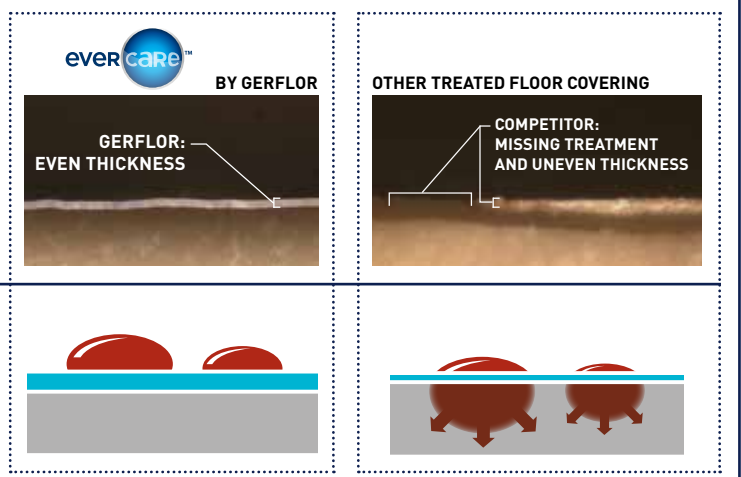 evercare™
BY GERFLOR
GERFLOR:
EVEN THICKNESS
OTHER TREATED FLOOR COVERING
COMPETITOR:
MISSING TREATMENT
AND UNEVEN THICKNESS